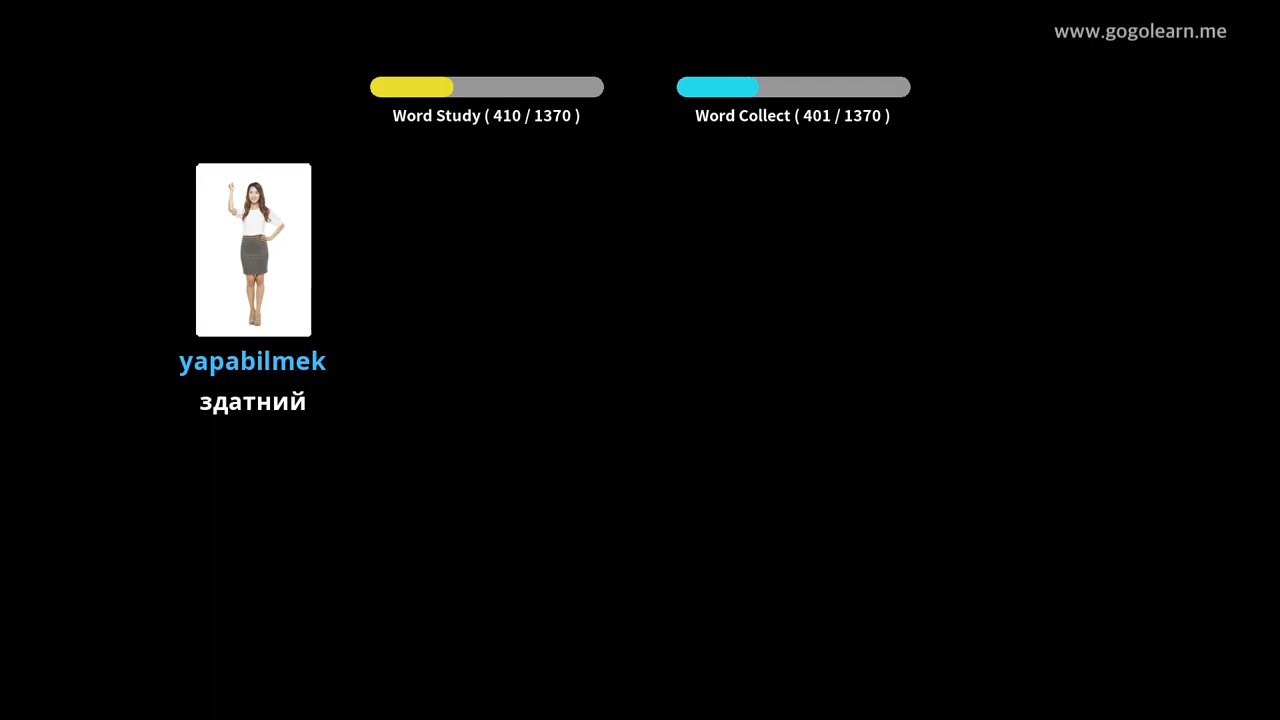 www.gogolearn.me
Word Study ( 410 / 1370 )
Word Collect ( 401 / 1370 )
yapabilmek
здатний